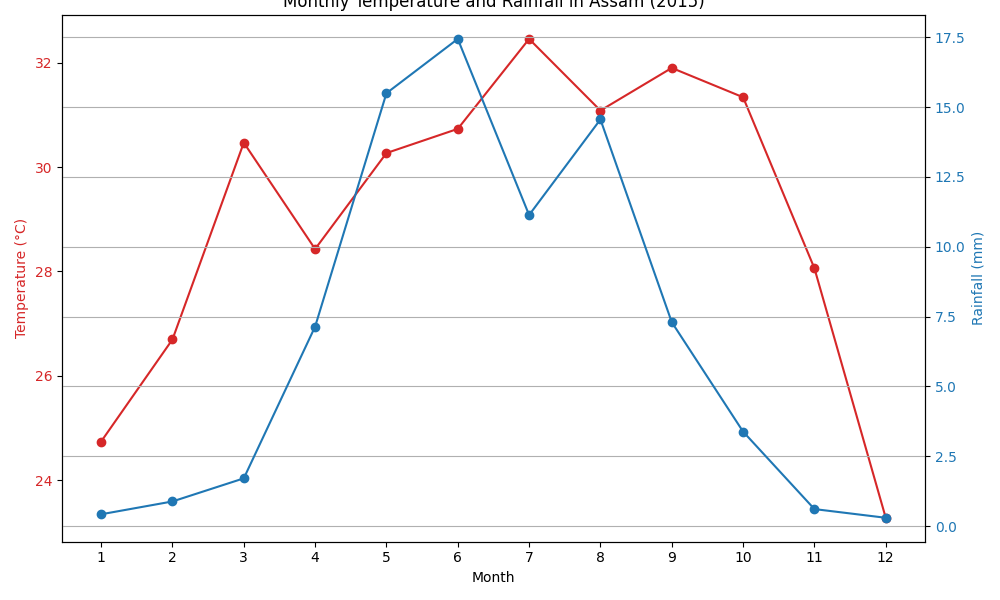 Monthly Temperature and Rainfall in Assam (2015)
Temperature (°C)
32
30
28
26
24
17.5
15.0
12.5
10.0
7.5
5.0
2.5
0.0
Rainfall (mm)
1 2 3 4 5 6 7 8 9 10 11 12
Month